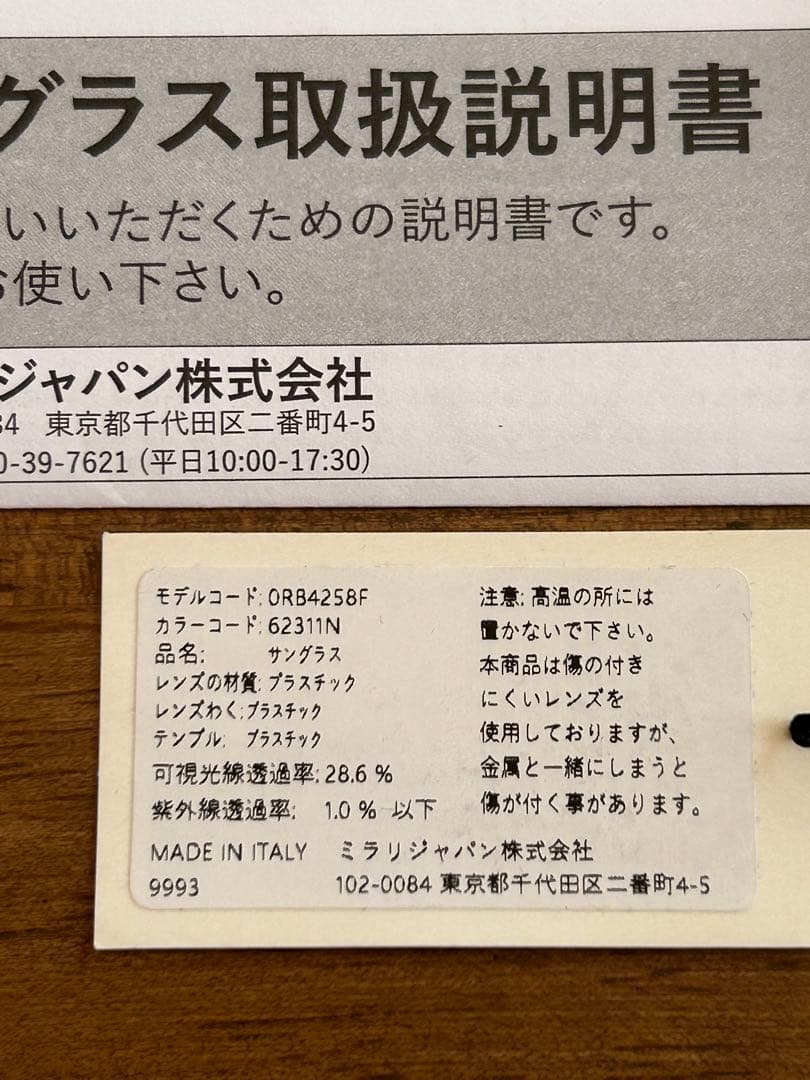 グラス取扱説明書
いいただくための説明書です。
お使い下さい。
ジャパン株式会社
84 東京都千代田区二番町4-5
0-39-7621 (平日10:00-17:30)
モデルコード: 0RB4258F
カラーコード: 62311N
品名: サングラス
レンズの材質: プラスチック
レンズわく: プラスチック
テンプル: プラスチック
可視光線透過率: 28.6 %
紫外線透過率: 1.0 % 以下
MADE IN ITALY
9993
注意: 高温の所には
置かないで下さい。
本商品は傷の付き
にくいレンズを
使用しておりますが、
金属と一緒にしまうと
傷が付く事があります。
ミラリジャパン株式会社
102-0084 東京都千代田区二番町4-5